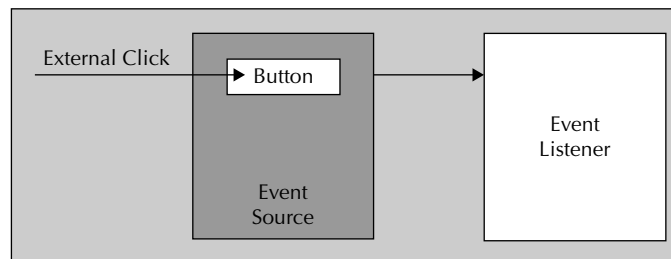 External Click
Button
Event
Source
Event
Listener